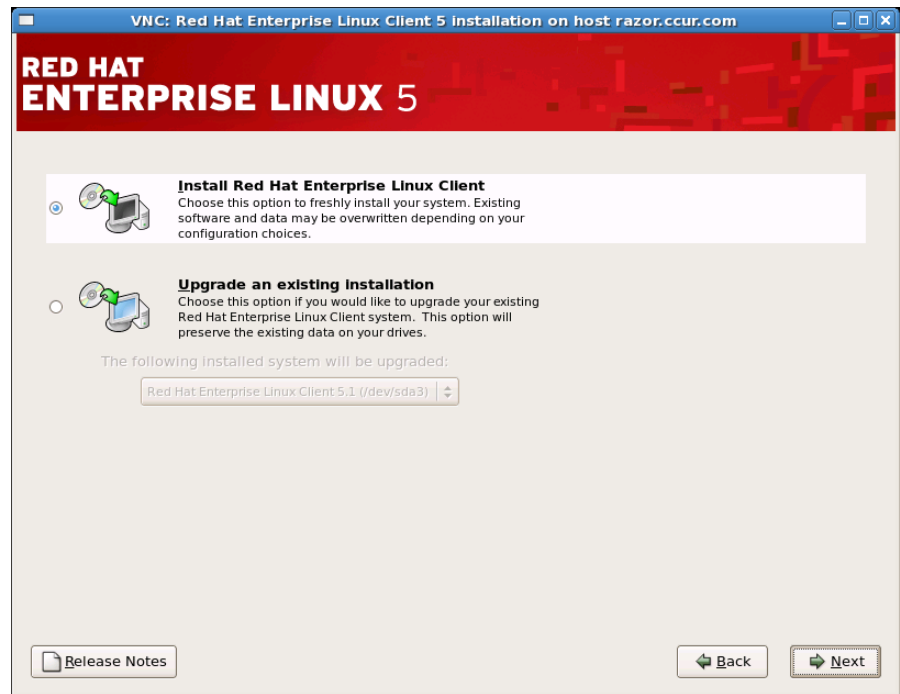 VNC: Red Hat Enterprise Linux Client 5 installation on host razor.ccur.com
RED HAT
ENTERPRISE LINUX 5
Install Red Hat Enterprise Linux Client
Choose this option to freshly install your system. Existing
software and data may be overwritten depending on your
configuration choices.
Upgrade an existing installation
Choose this option if you would like to upgrade your existing
Red Hat Enterprise Linux Client system. This option will
preserve the existing data on your drives.
The following installed system will be upgraded:
Red Hat Enterprise Linux Client 5.1 (/dev/sda3)
Release Notes
Back
Next